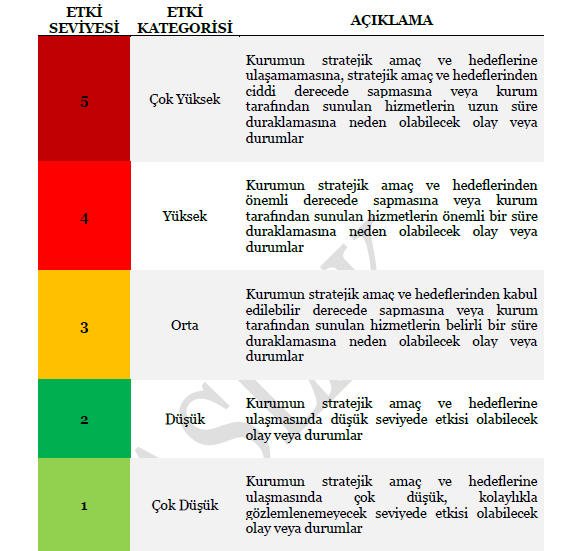 ETKİ SEVİYESİ ETKİ KATEGORİSİ AÇIKLAMA
5 Çok Yüksek
Kurumun stratejik amaç ve hedeflerine
ulaşamamasına, stratejik amaç ve hedeflerinden
ciddi derecede sapmasına veya kurum
tarafından sunulan hizmetlerin uzun süre
duraklamasına neden olabilecek olay veya
durumlar
4 Yüksek
Kurumun stratejik amaç ve hedeflerinden
önemli derecede sapmasına veya kurum
tarafından sunulan hizmetlerin önemli bir süre
duraklamasına neden olabilecek olay veya
durumlar
3 Orta
Kurumun stratejik amaç ve hedeflerinden kabul
edilebilir derecede sapmasına veya kurum
tarafından sunulan hizmetlerin belirli bir süre
duraklamasına neden olabilecek olay veya
durumlar
2 Düşük
Kurumun stratejik amaç ve hedeflerine
ulaşmasında düşük seviyede etkisi olabilecek
olay veya durumlar
1 Çok Düşük
Kurumun stratejik amaç ve hedeflerine
ulaşmasında çok düşük, kolaylıkla
gözlemlenemeyecek seviyede etkisi olabilecek
olay veya durumlar